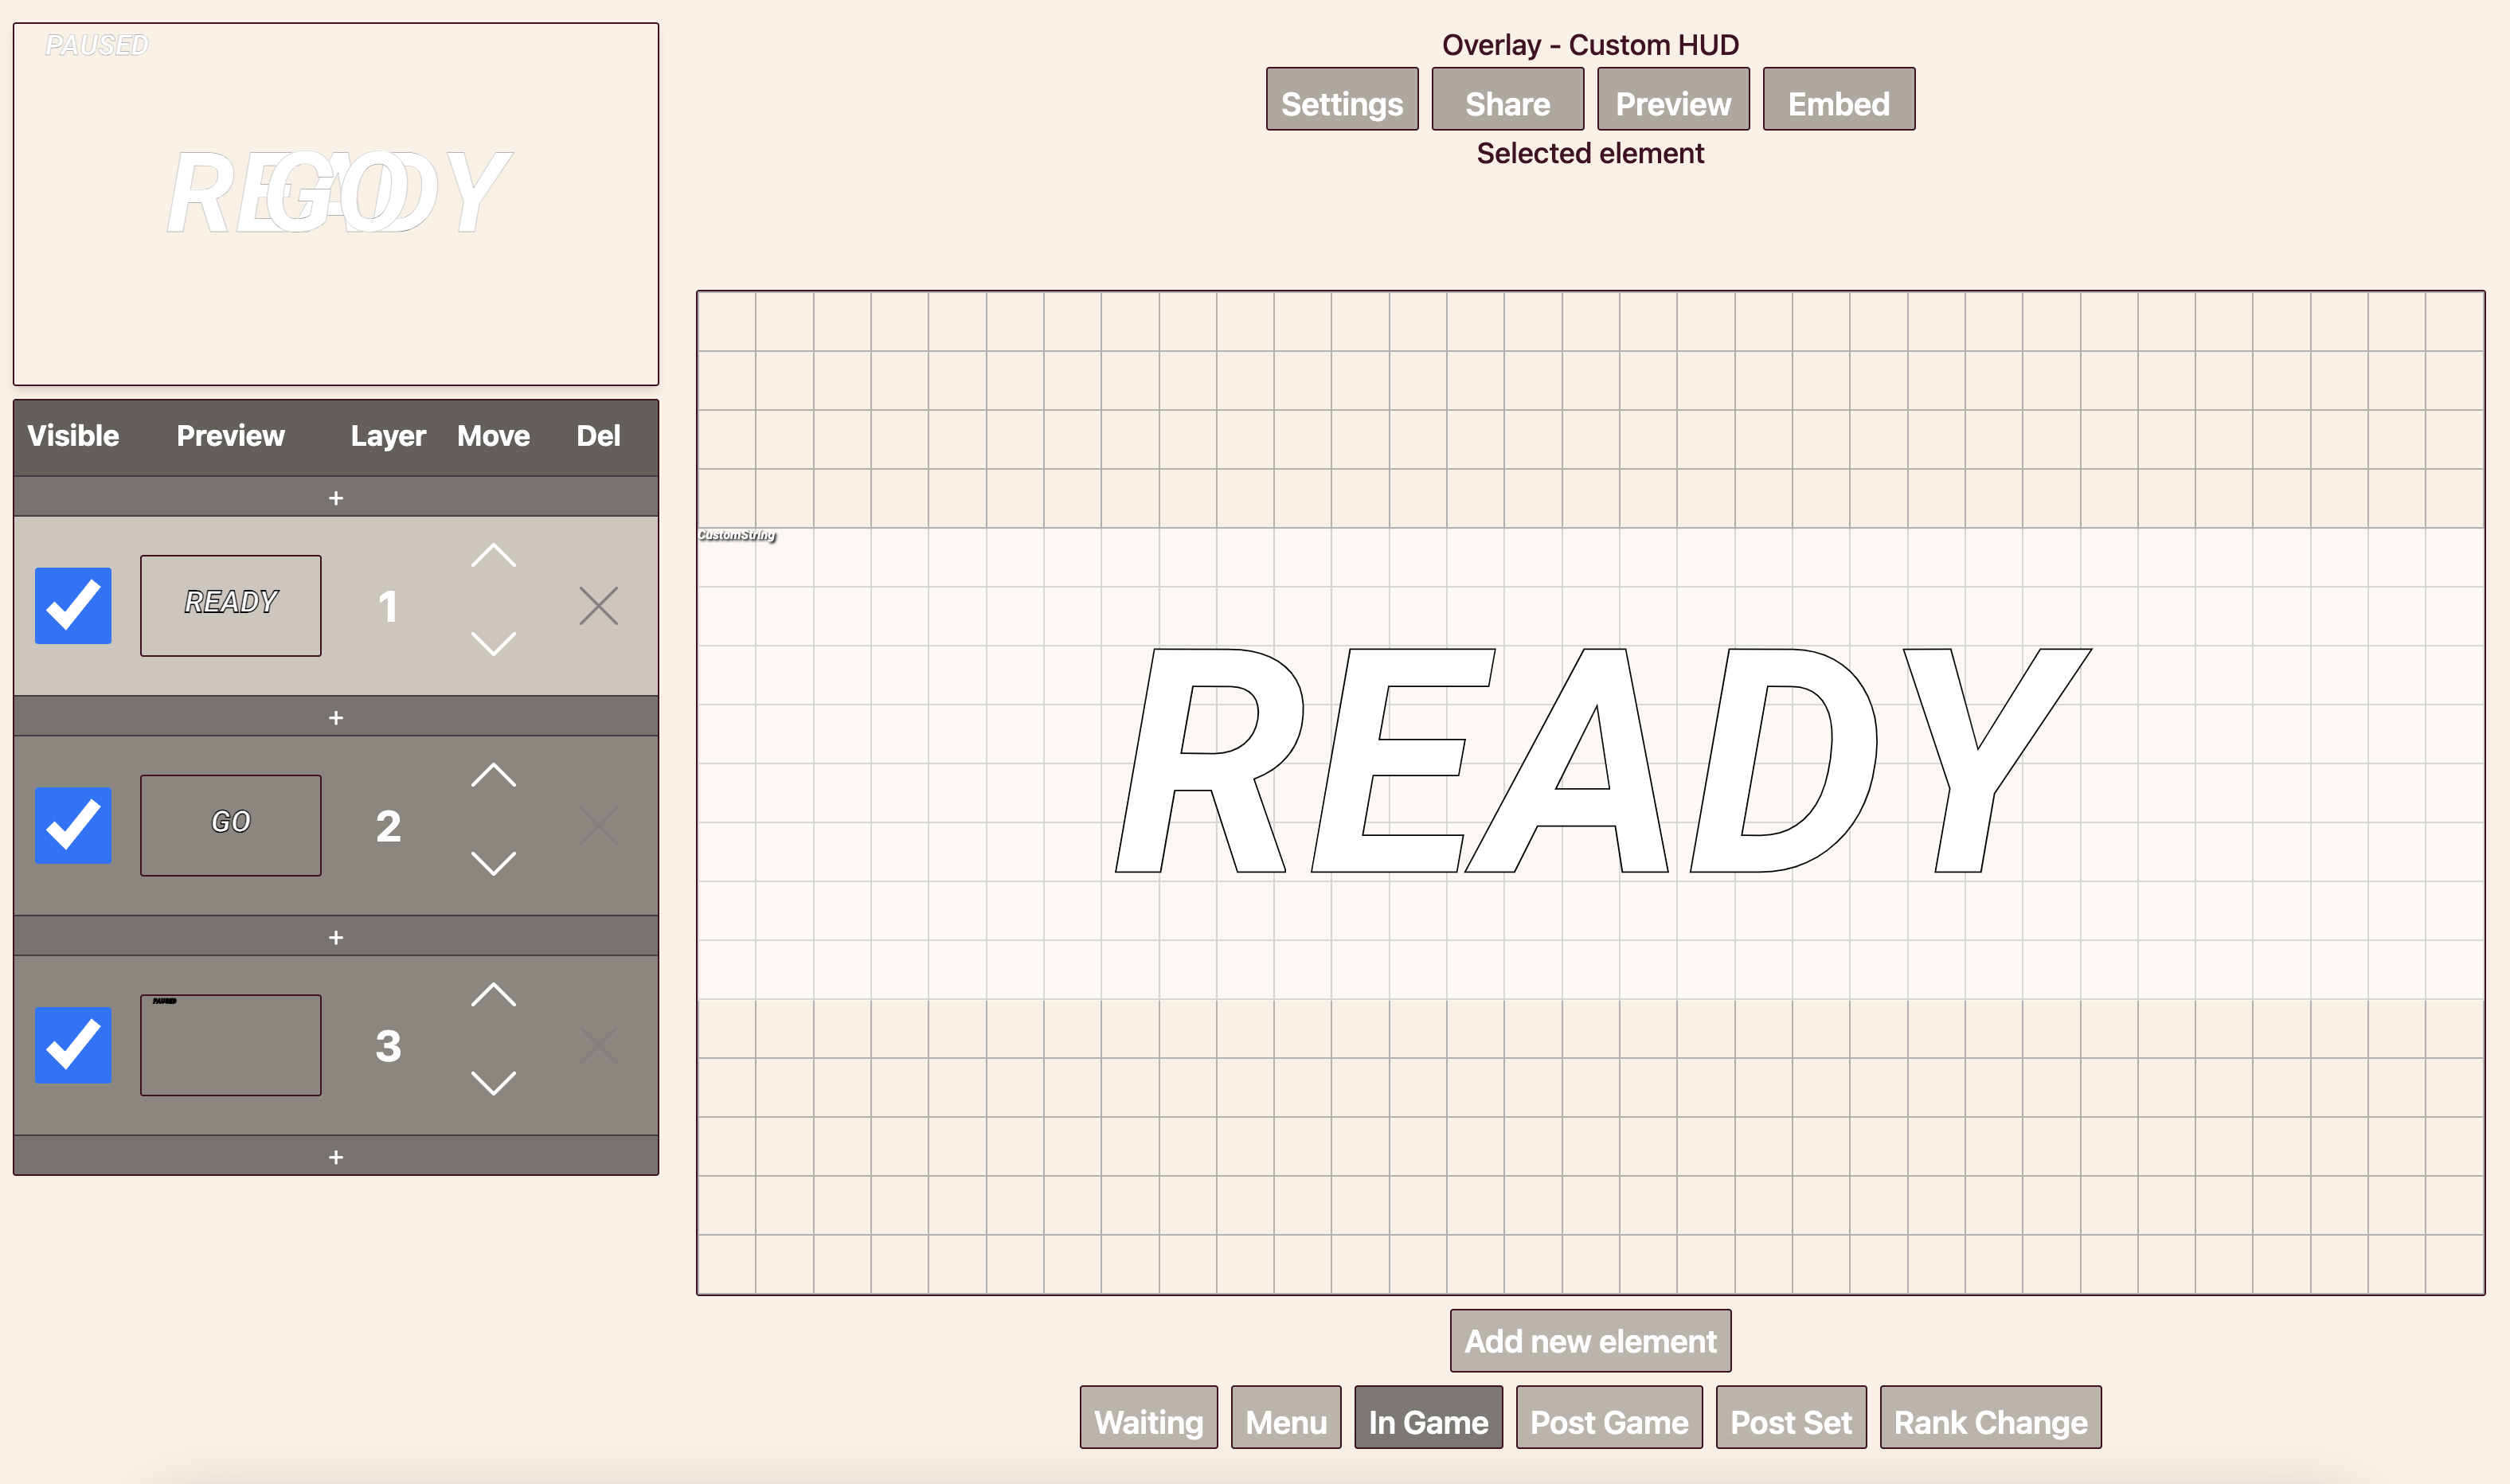 PAUSED
READY
GO
Overlay - Custom HUD
Settings Share Preview Embed
Selected element
Visible Preview Layer Move Del
+
READY 1
+
GO 2
+
PAUSED 3
+
CustomString
READY
Add new element
Waiting Menu In Game Post Game Post Set Rank Change